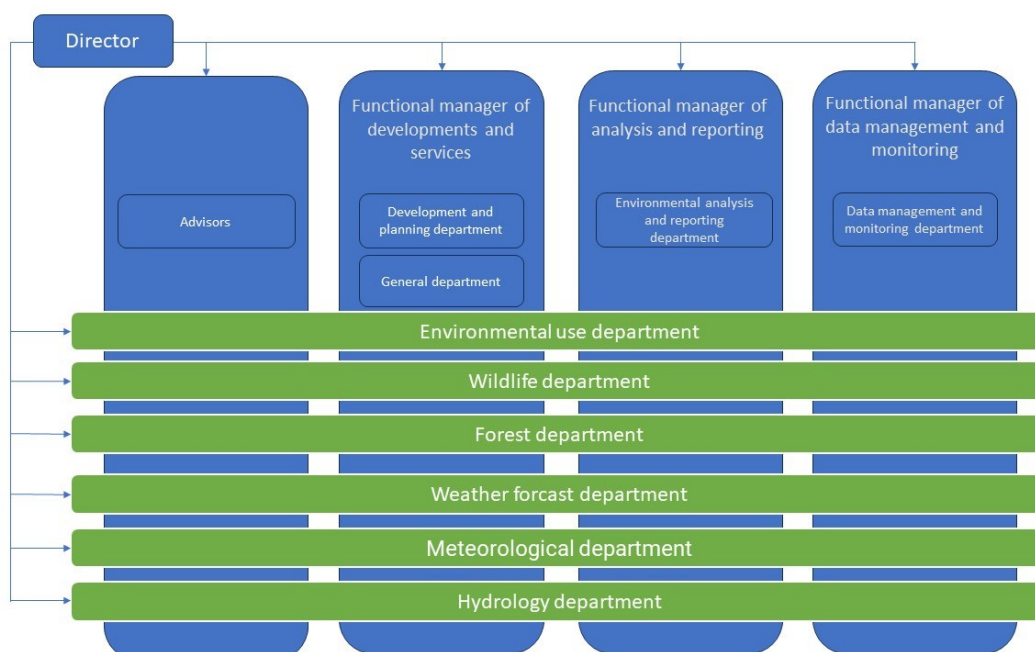 Director
Functional manager of
developments and
services
Functional manager of
analysis and reporting
Functional manager of
data management and
monitoring
Advisors
Development and
planning department
General department
Environmental analysis
and reporting
department
Data management and
monitoring department
Environmental use department
Wildlife department
Forest department
Weather forcast department
Meteorological department
Hydrology department